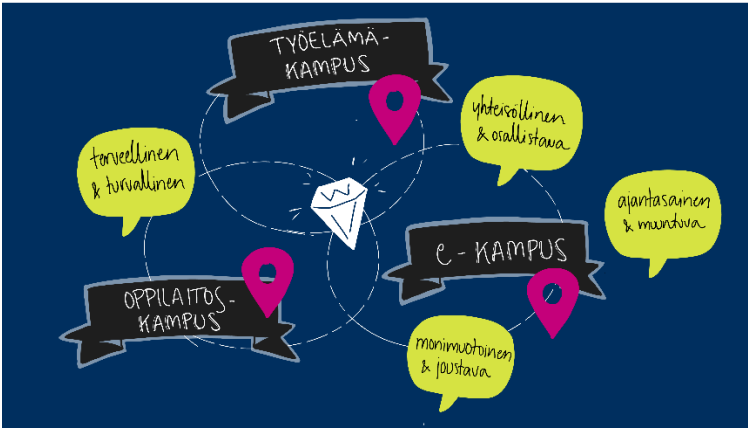 TYÖELÄMÄ-
KAMPUS
yhteisöllinen
& osallistava
terveellinen
& turvallinen
ajantasainen
& muuntuva
e - KAMPUS
OPPILAITOS-
KAMPUS
monimuotoinen
& joustava